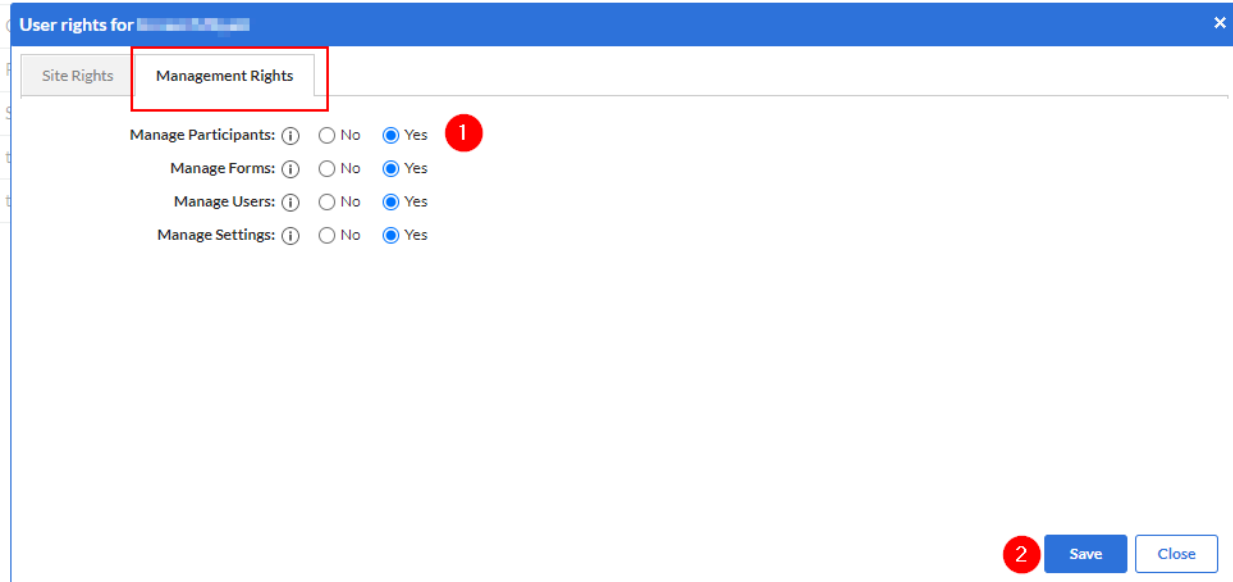 User rights for
×
Site Rights
Management Rights
Manage Participants: i No Yes 1
Manage Forms: i No Yes
Manage Users: i No Yes
Manage Settings: i No Yes
2 Save Close